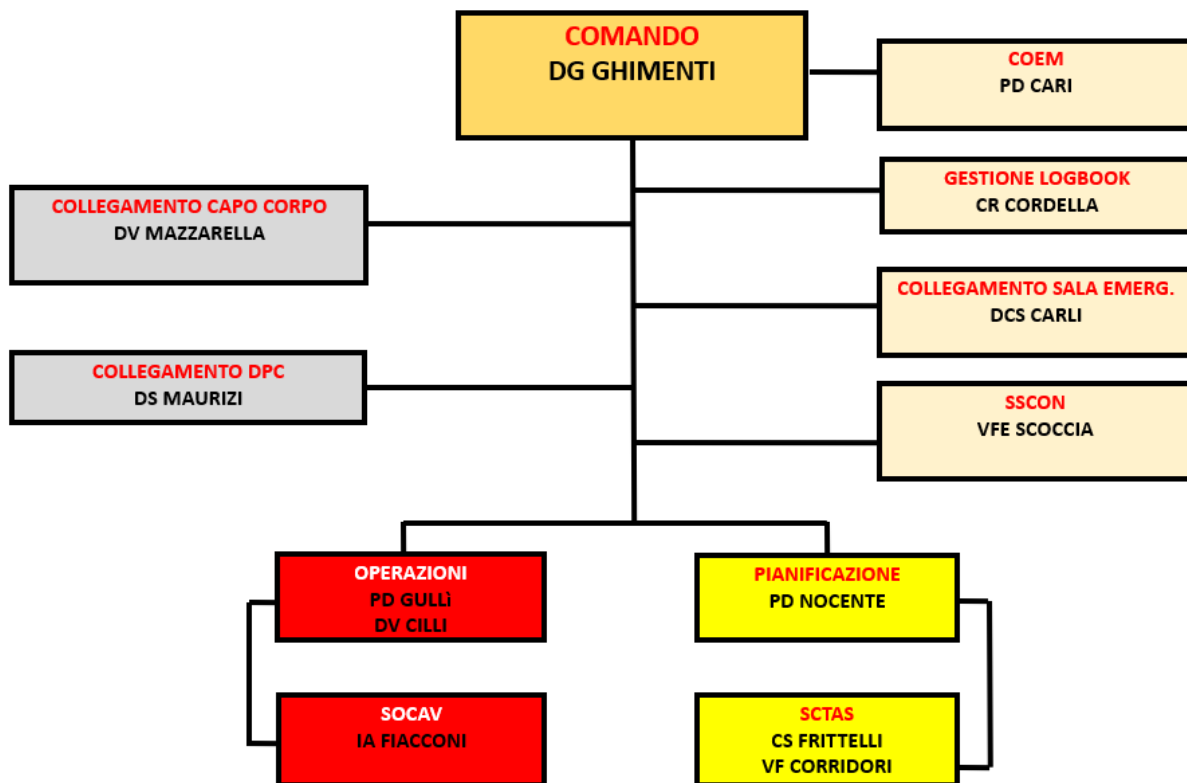 COMANDO
DG GHIMENTI
COEM
PD CARI
GESTIONE LOGBOOK
CR CORDELLA
COLLEGAMENTO CAPO CORPO
DV MAZZARELLA
COLLEGAMENTO SALA EMERG.
DCS CARLI
COLLEGAMENTO DPC
DS MAURIZI
SSCON
VFE SCOCCIA
OPERAZIONI
PD GULLì
DV CILLI
PIANIFICAZIONE
PD NOCENTE
SOCAV
IA FIACCONI
SCTAS
CS FRITTELLI
VF CORRIDORI